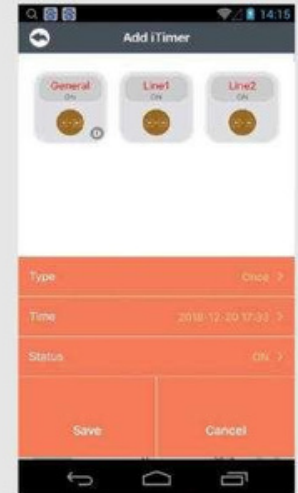 14:15
Add iTimer
General Line1 Line2
ON ON ON
D
Type Once >
Time 2018-12-20 17:33 >
Status ON >
Save Cancel